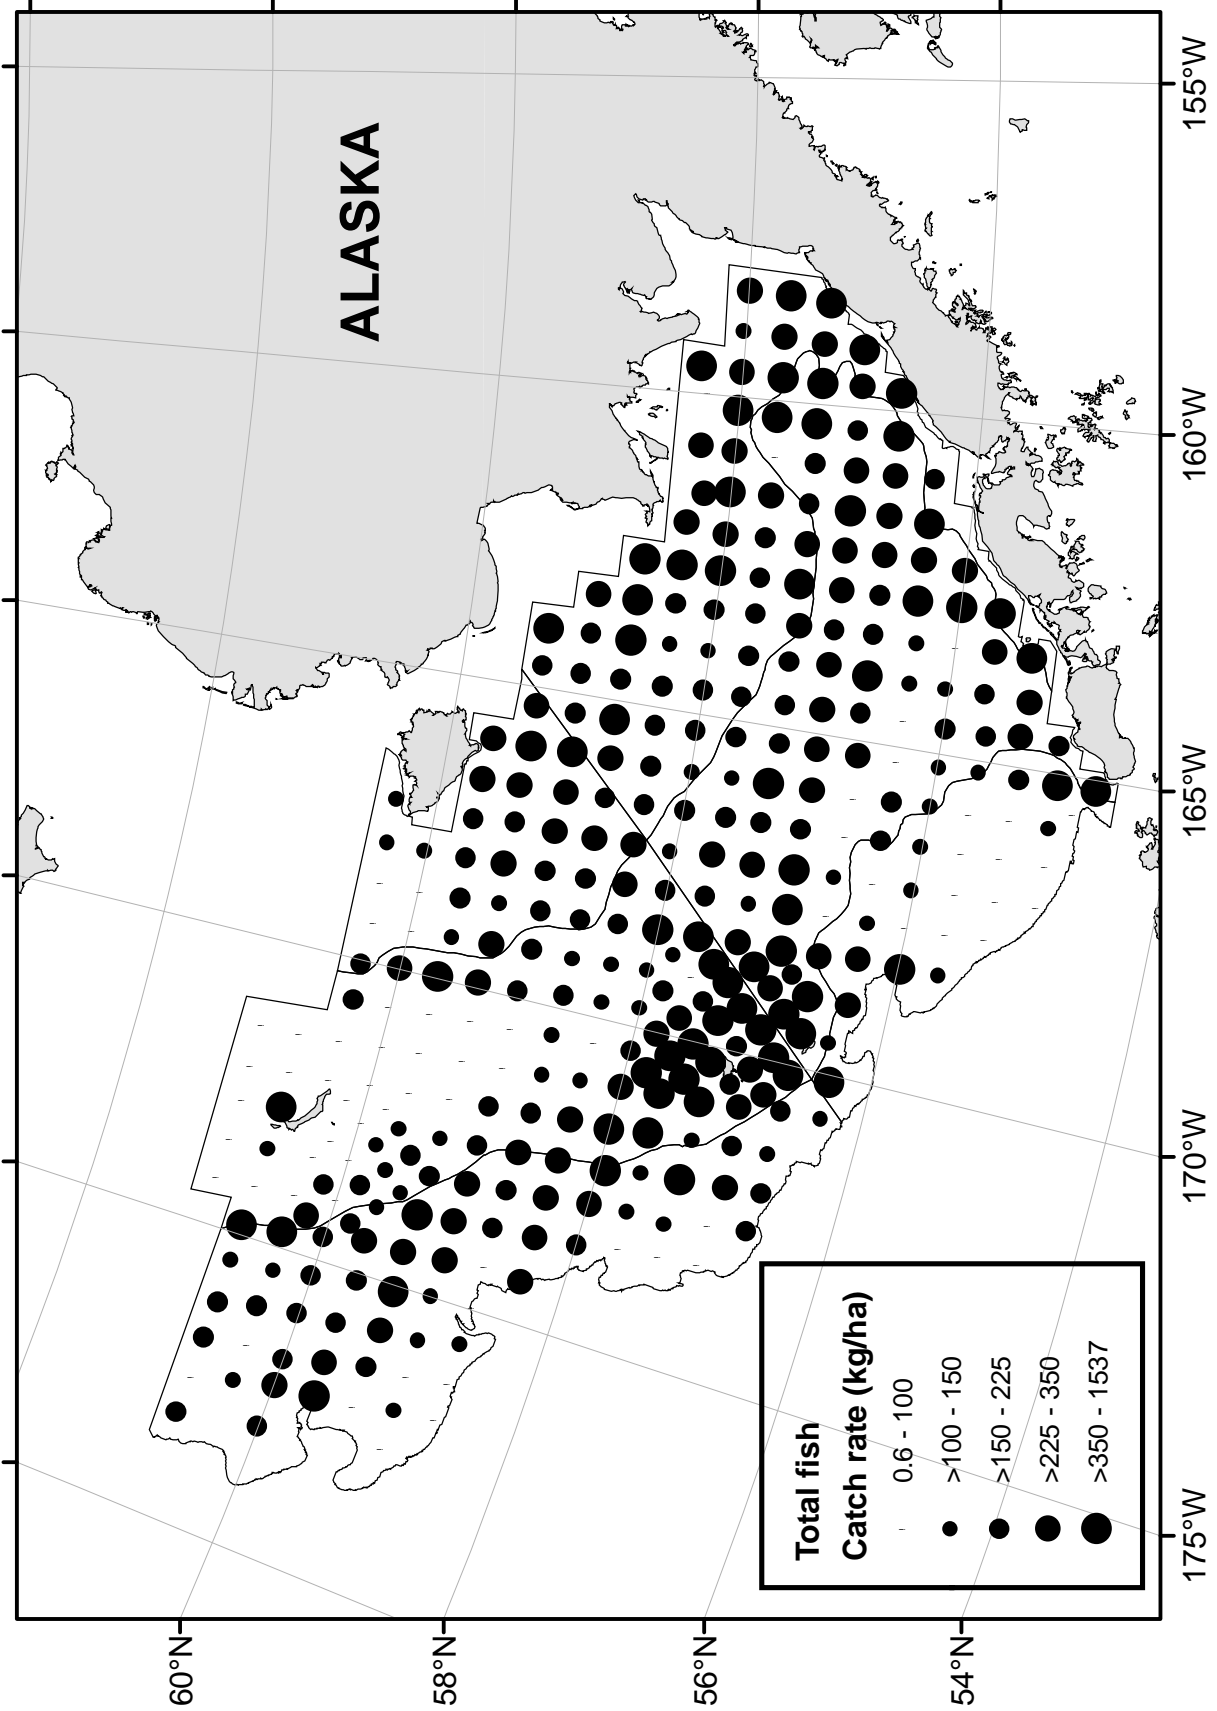 ALASKA
60°N
58°N
56°N
54°N
175°W
170°W
165°W
160°W
155°W
Total fish
Catch rate (kg/ha)
0.6 - 100
>100 - 150
>150 - 225
>225 - 350
>350 - 1537